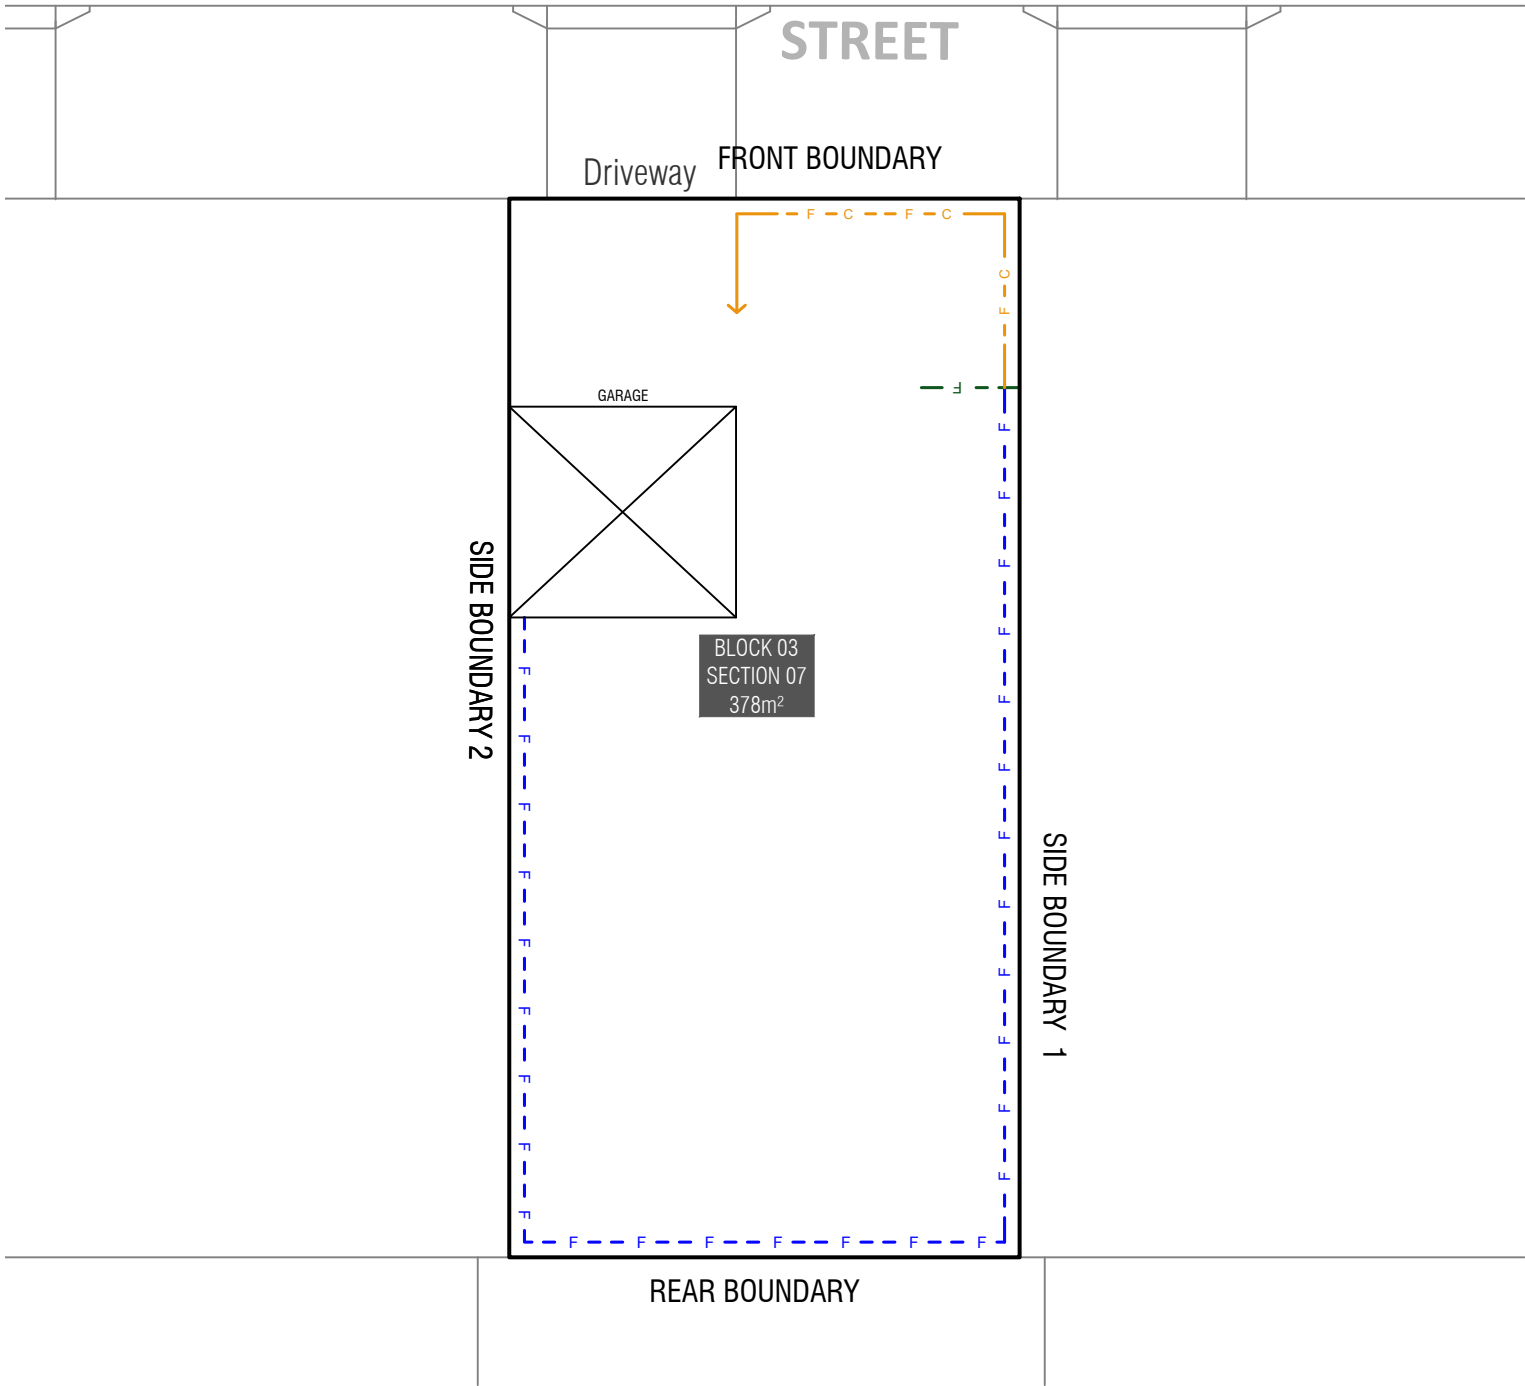 STREET
FRONT BOUNDARY
Driveway
F C F C
C
F
F
GARAGE
F
F
F
F
F
F
F
F
F
F
F
F
SIDE BOUNDARY 2
BLOCK 03
SECTION 07
378m²
F
F
F
F
F
F
F
F
F
SIDE BOUNDARY 1
F F F F F F F
REAR BOUNDARY